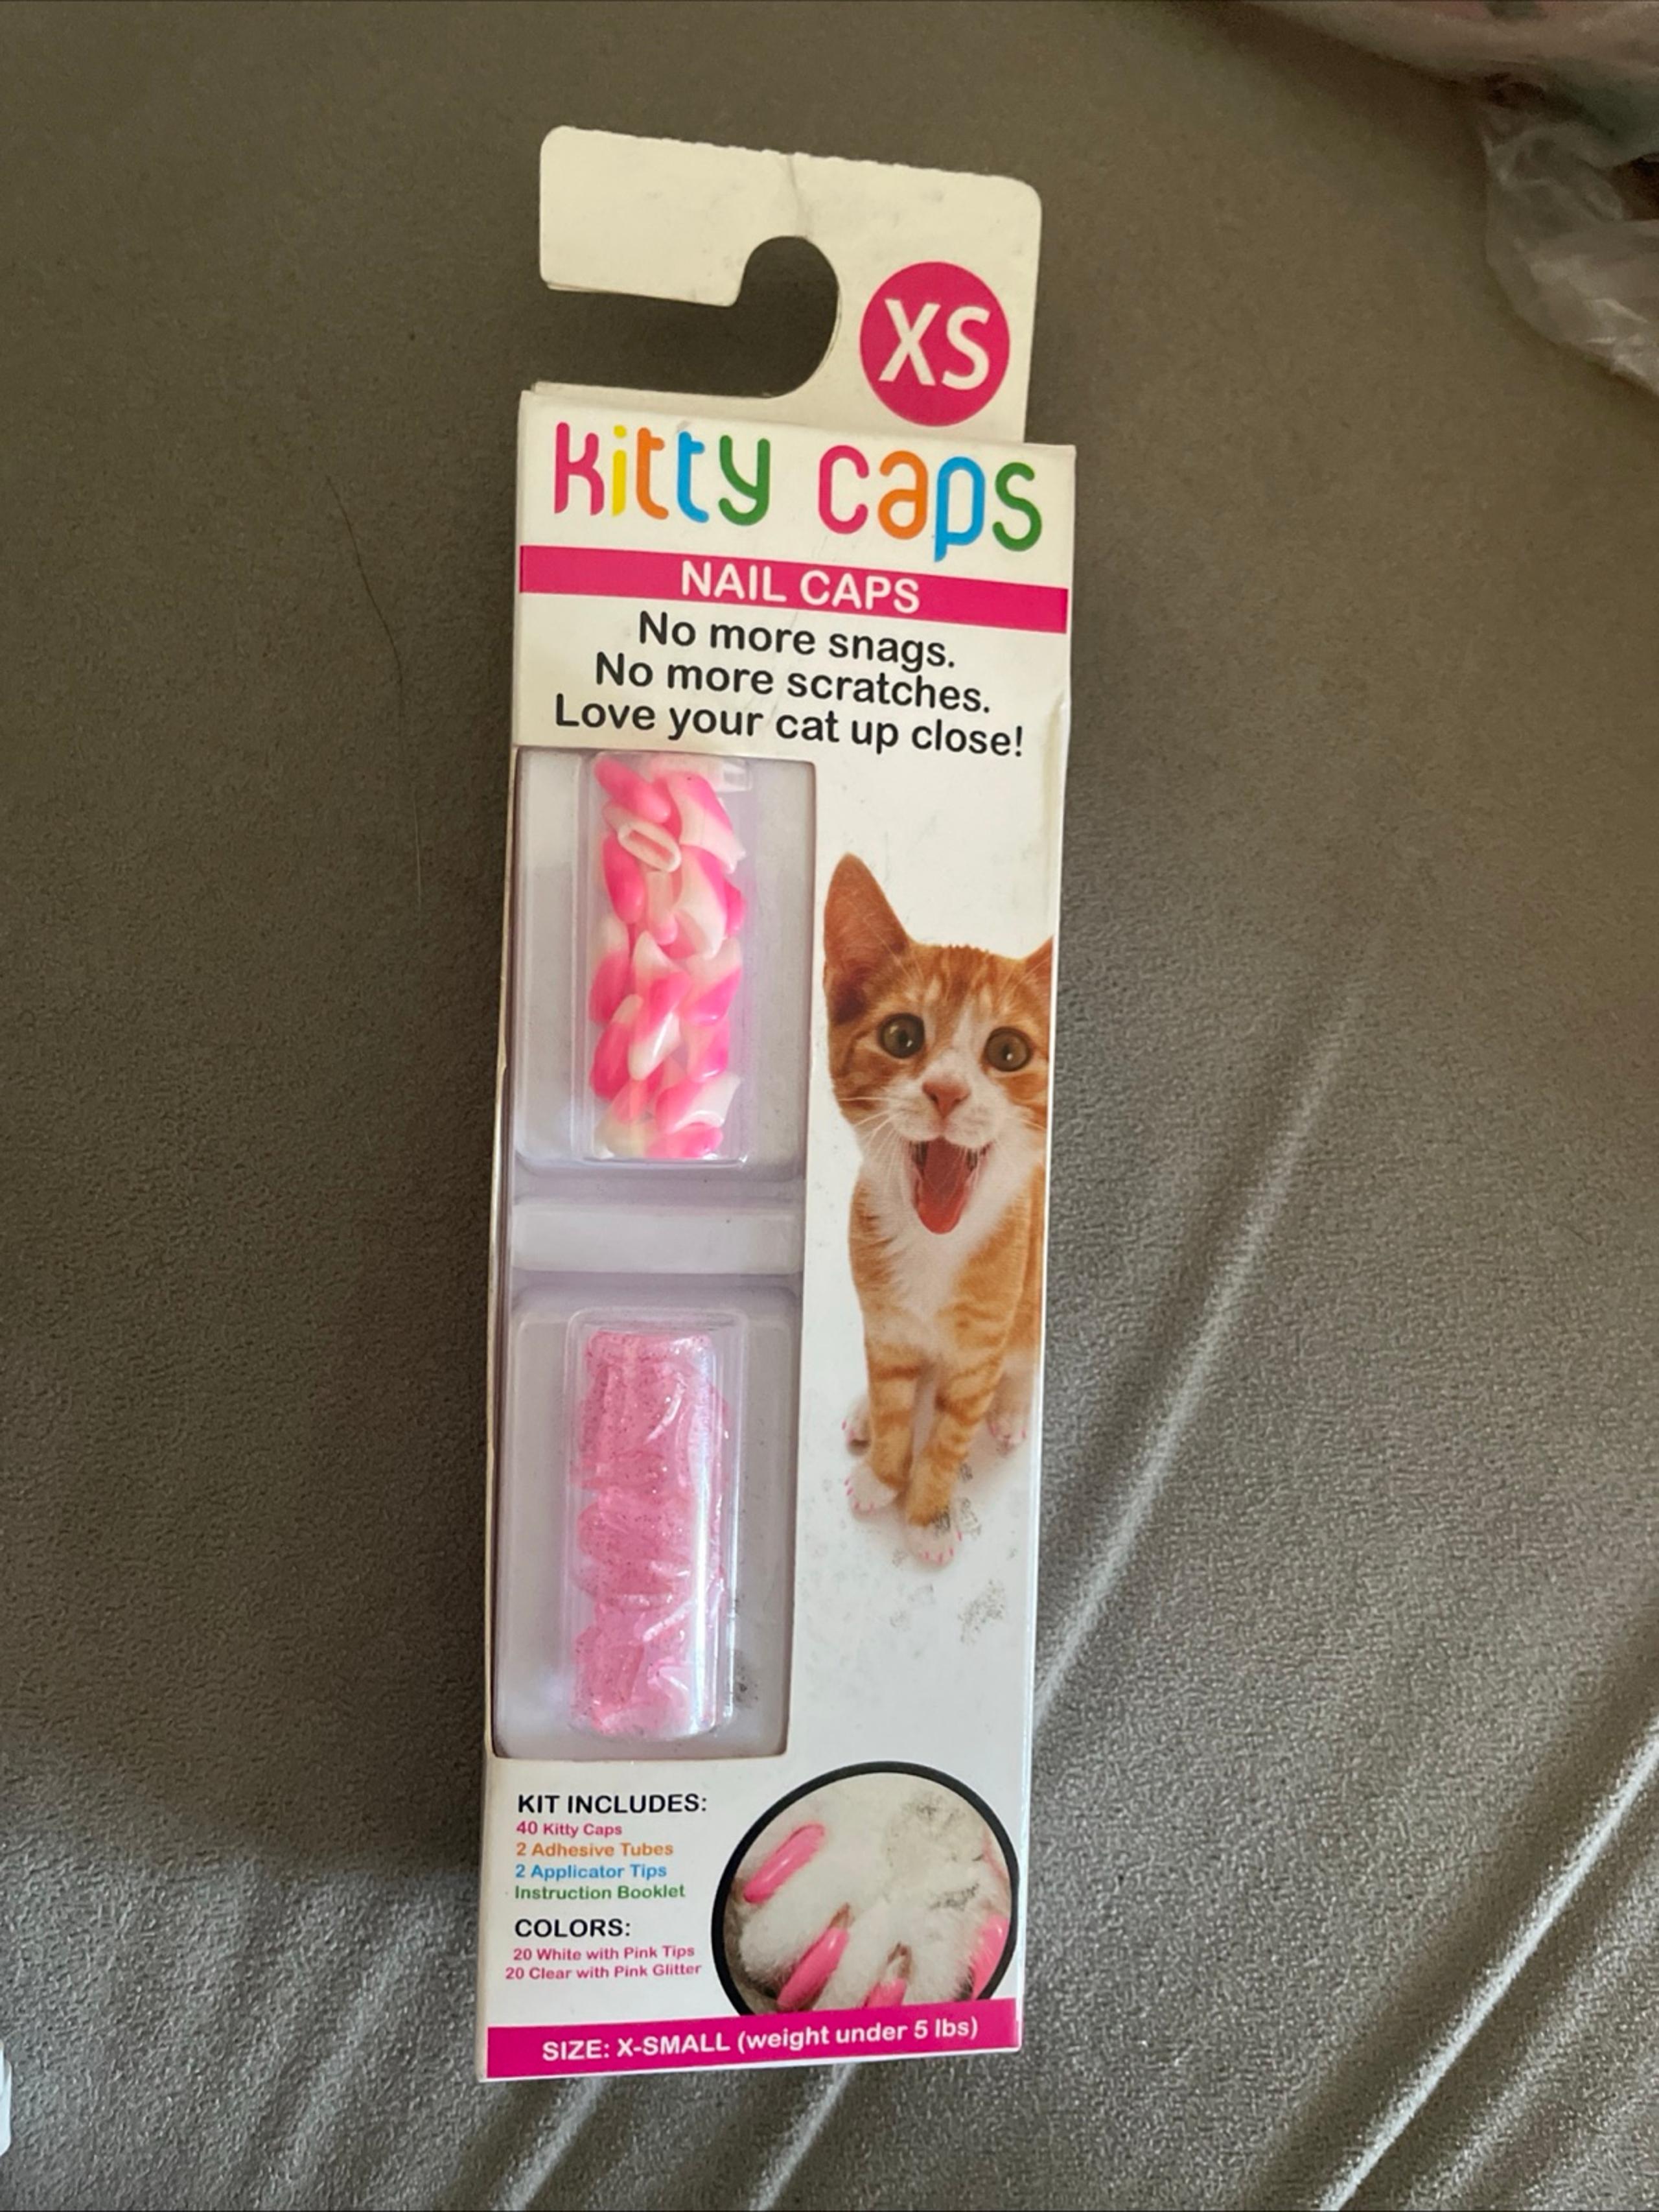 XS
kitty caps
NAIL CAPS
No more snags.
No more scratches.
Love your cat up close!
KIT INCLUDES:
40 Kitty Caps
2 Adhesive Tubes
2 Applicator Tips
Instruction Booklet
COLORS:
20 White with Pink Tips
20 Clear with Pink Glitter
SIZE: X-SMALL (weight under 5 lbs)